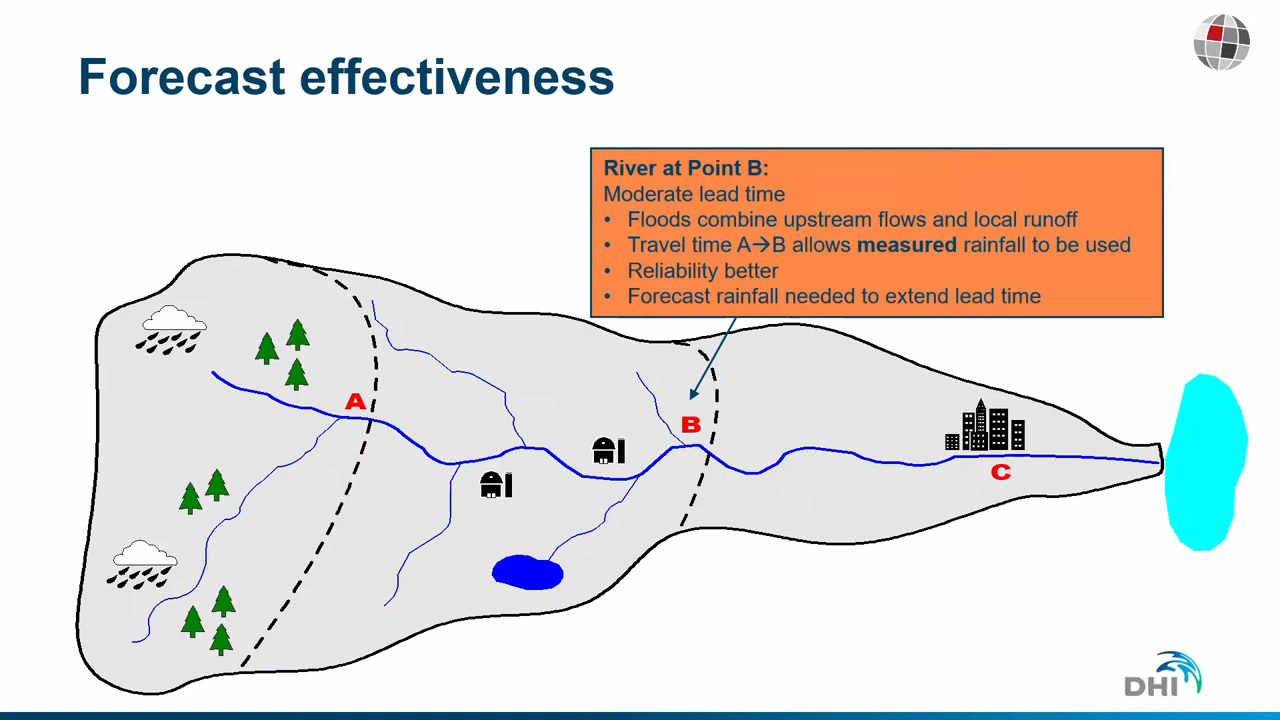 Forecast effectiveness
River at Point B:
Moderate lead time
• Floods combine upstream flows and local runoff
• Travel time A→B allows measured rainfall to be used
• Reliability better
• Forecast rainfall needed to extend lead time
A
B
C
DHI